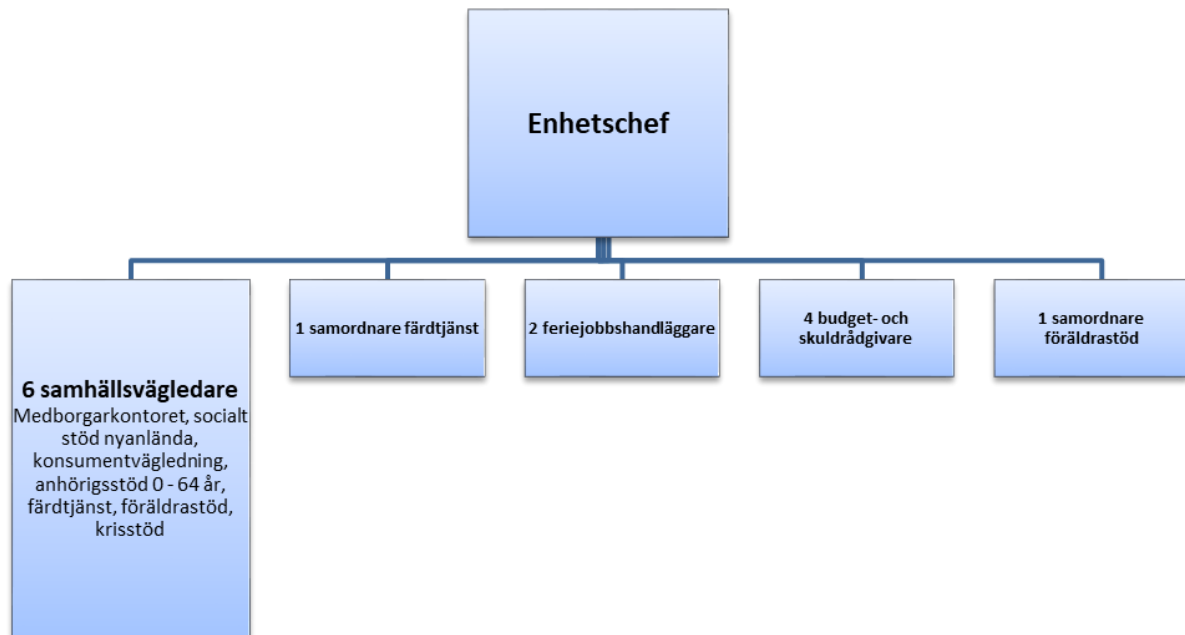 Enhetschef
6 samhällsvägledare
Medborgarkontoret, socialt
stöd nyanlända,
konsumentvägledning,
anhörigsstöd 0 - 64 år,
färdtjänst, föräldrastöd,
krisstöd
1 samordnare färdtjänst
2 feriejobbshandläggare
4 budget- och
skuldrådgivare
1 samordnare
föräldrastöd